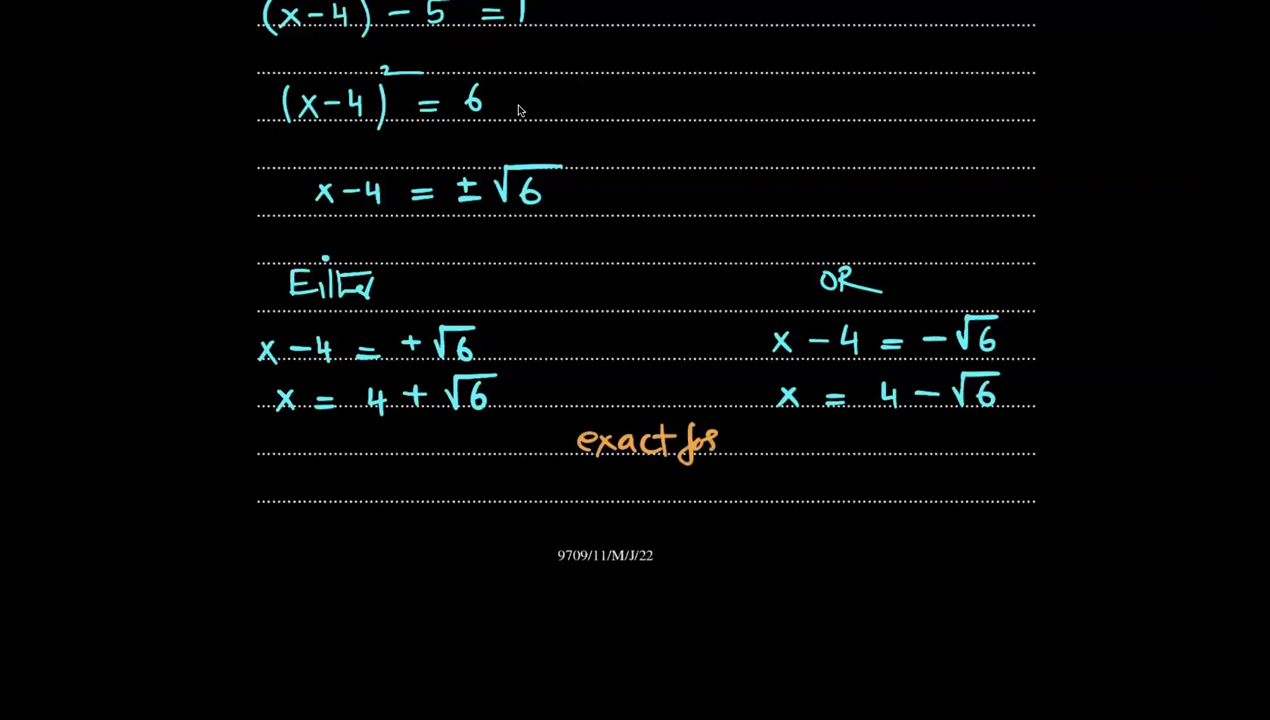 (x-4) - 5 = 1
(x-4)² = 6
x-4 = ±√6
Either
OR
x-4 = +√6
x - 4 = -√6
x = 4 + √6
x = 4 - √6
exact for
9709/11/M/J/22